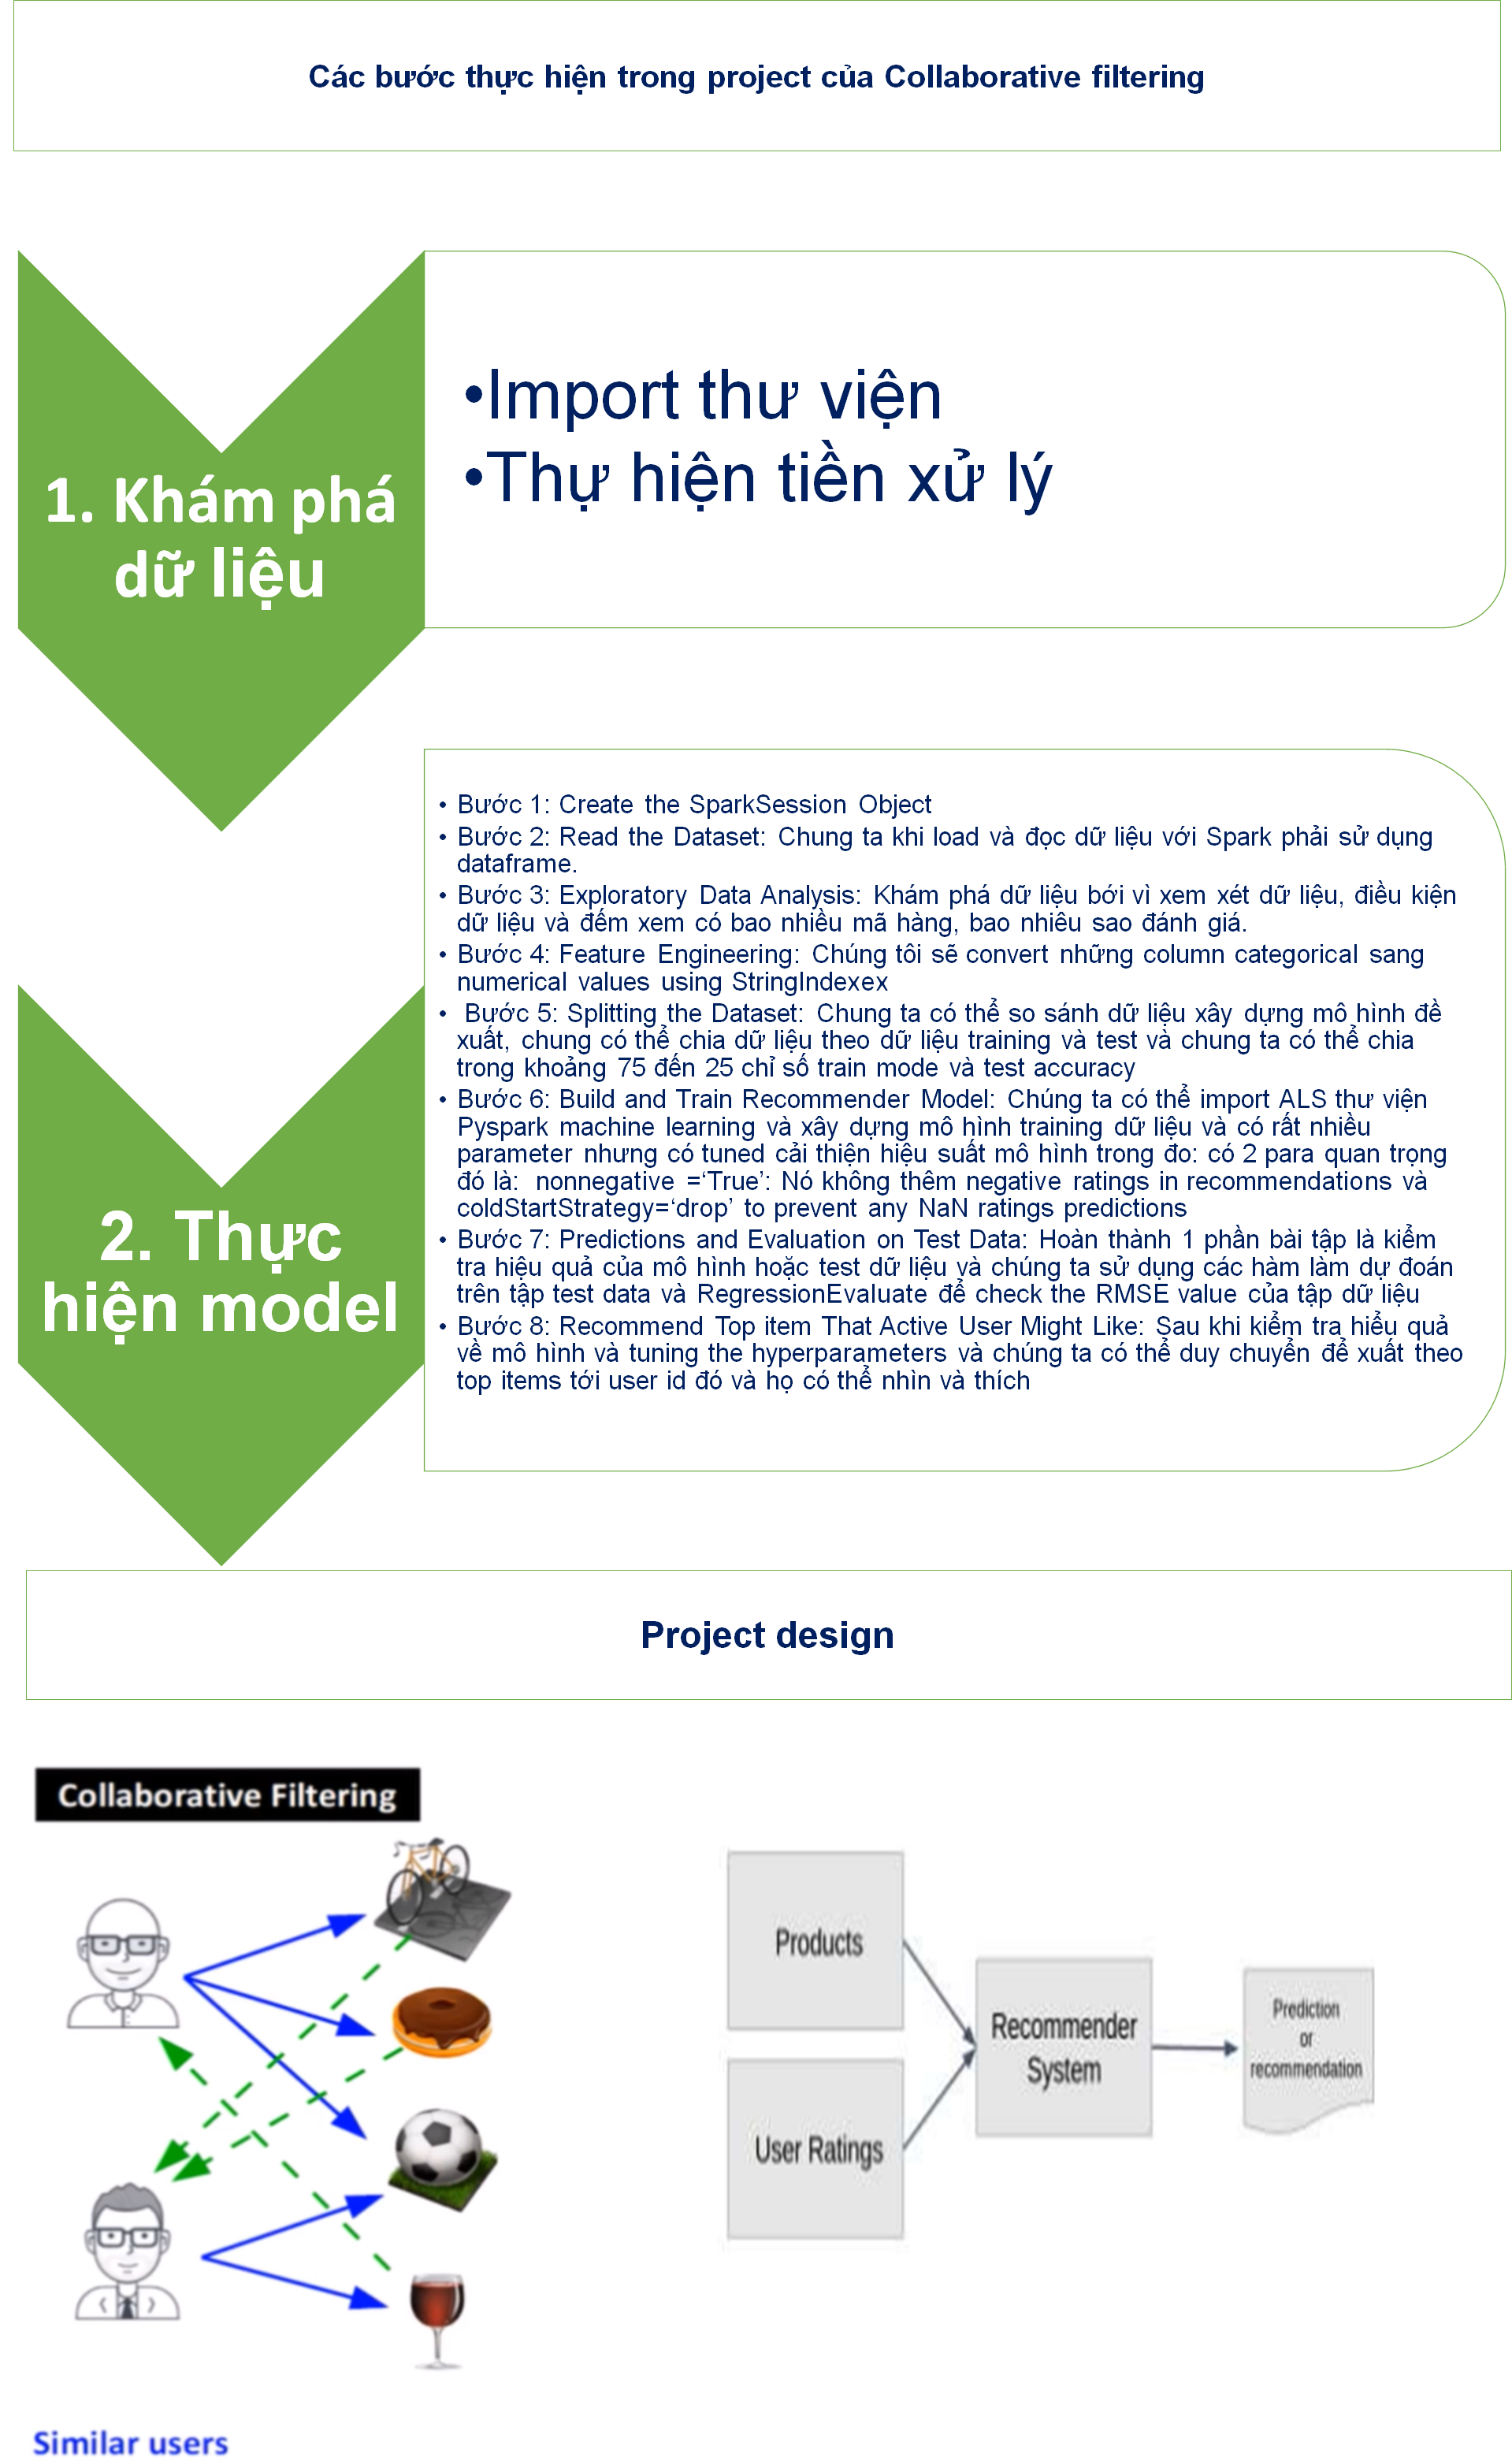 Các bước thực hiện trong project của Collaborative filtering
1. Khám phá
dữ liệu
•Import thư viện
•Thự hiện tiền xử lý
2. Thực
hiện model
• Bước 1: Create the SparkSession Object
• Bước 2: Read the Dataset: Chung ta khi load và đọc dữ liệu với Spark phải sử dụng
dataframe.
• Bước 3: Exploratory Data Analysis: Khám phá dữ liệu bới vì xem xét dữ liệu, điều kiện
dữ liệu và đếm xem có bao nhiều mã hàng, bao nhiêu sao đánh giá.
• Bước 4: Feature Engineering: Chúng tôi sẽ convert những column categorical sang
numerical values using StringIndexex
• Bước 5: Splitting the Dataset: Chung ta có thể so sánh dữ liệu xây dựng mô hình đề
xuất, chung có thể chia dữ liệu theo dữ liệu training và test và chung ta có thể chia
trong khoảng 75 đến 25 chỉ số train mode và test accuracy
• Bước 6: Build and Train Recommender Model: Chúng ta có thể import ALS thư viện
Pyspark machine learning và xây dựng mô hình training dữ liệu và có rất nhiều
parameter nhưng có tuned cải thiện hiệu suất mô hình trong đo: có 2 para quan trọng
đó là: nonnegative =‘True’: Nó không thêm negative ratings in recommendations và
coldStartStrategy=‘drop’ to prevent any NaN ratings predictions
• Bước 7: Predictions and Evaluation on Test Data: Hoàn thành 1 phần bài tập là kiểm
tra hiệu quả của mô hình hoặc test dữ liệu và chúng ta sử dụng các hàm làm dự đoán
trên tập test data và RegressionEvaluate để check the RMSE value của tập dữ liệu
• Bước 8: Recommend Top item That Active User Might Like: Sau khi kiểm tra hiểu quả
về mô hình và tuning the hyperparameters và chúng ta có thể duy chuyển để xuất theo
top items tới user id đó và họ có thể nhìn và thích
Project design
Collaborative Filtering
Similar users
Products
User Ratings
Recommender
System
Prediction
or
recommendation